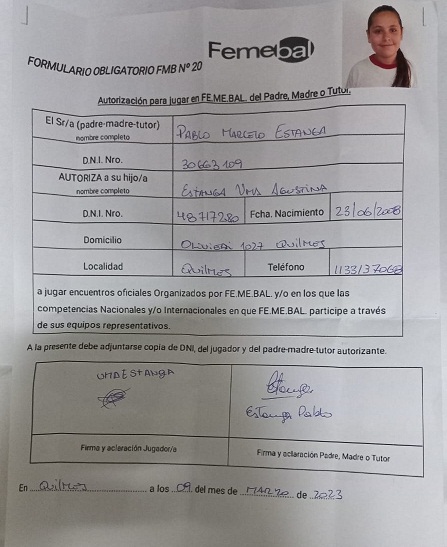 Femebal
FORMULARIO OBLIGATORIO FMB Nº 20
Autorización para jugar en FE.ME.BAL. del Padre, Madre o Tutor.
El Sr/a (padre-madre-tutor)
nombre completo
PABLO MARCELO ESTANGA
D.N.I. Nro.
30663109
AUTORIZA a su hijo/a
nombre completo
ESTANGA UMA AGUSTINA
D.N.I. Nro.
48717280
Fcha. Nacimiento
23/06/2008
Domicilio
OLIVIERI 1027 QUILMES
Localidad
QUILMES
Teléfono
1133137068
a jugar encuentros oficiales Organizados por FE.ME.BAL. y/o en los que las
competencias Nacionales y/o Internacionales en que FE.ME.BAL. participe a través
de sus equipos representativos.
A la presente debe adjuntarse copia de DNI, del jugador y del padre-madre-tutor autorizante.
UMA ESTANGA
Estanga Pablo
Firma y aclaración Jugador/a
Firma y aclaración Padre, Madre o Tutor
En Quilmes a los 09 del mes de MARZO de 2023